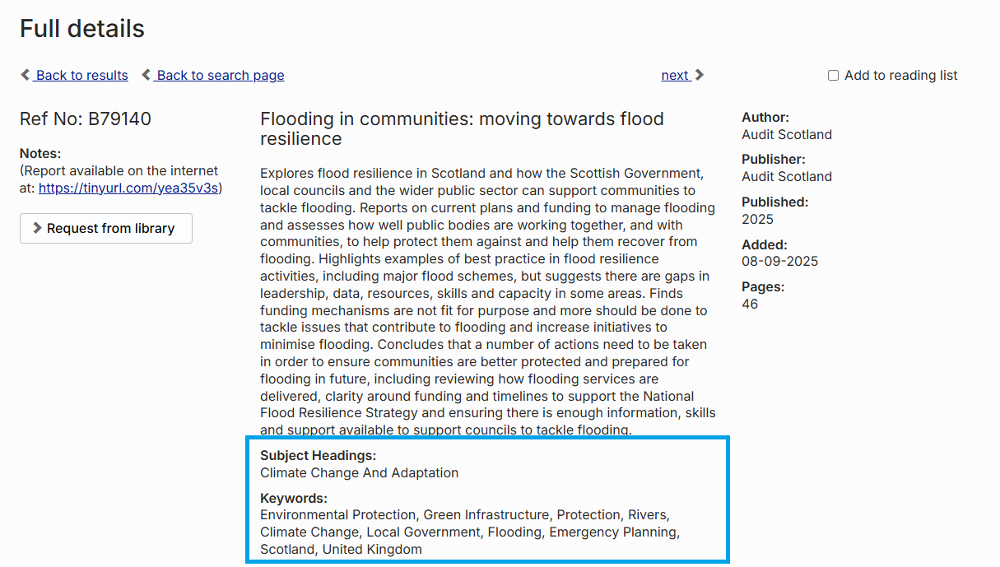 Full details
Back to results
Back to search page
next
Add to reading list
Ref No: B79140
Notes:
(Report available on the internet
at: https://tinyurl.com/yea35v3s)
Request from library
Flooding in communities: moving towards flood
resilience
Explores flood resilience in Scotland and how the Scottish Government,
local councils and the wider public sector can support communities to
tackle flooding. Reports on current plans and funding to manage flooding
and assesses how well public bodies are working together, and with
communities, to help protect them against and help them recover from
flooding. Highlights examples of best practice in flood resilience
activities, including major flood schemes, but suggests there are gaps in
leadership, data, resources, skills and capacity in some areas. Finds
funding mechanisms are not fit for purpose and more should be done to
tackle issues that contribute to flooding and increase initiatives to
minimise flooding. Concludes that a number of actions need to be taken
in order to ensure communities are better protected and prepared for
flooding in future, including reviewing how flooding services are
delivered, clarity around funding and timelines to support the National
Flood Resilience Strategy and ensuring there is enough information, skills
and support available to support councils to tackle flooding.
Subject Headings:
Climate Change And Adaptation
Keywords:
Environmental Protection, Green Infrastructure, Protection, Rivers,
Climate Change, Local Government, Flooding, Emergency Planning,
Scotland, United Kingdom
Author:
Audit Scotland
Publisher:
Audit Scotland
Published:
2025
Added:
08-09-2025
Pages:
46